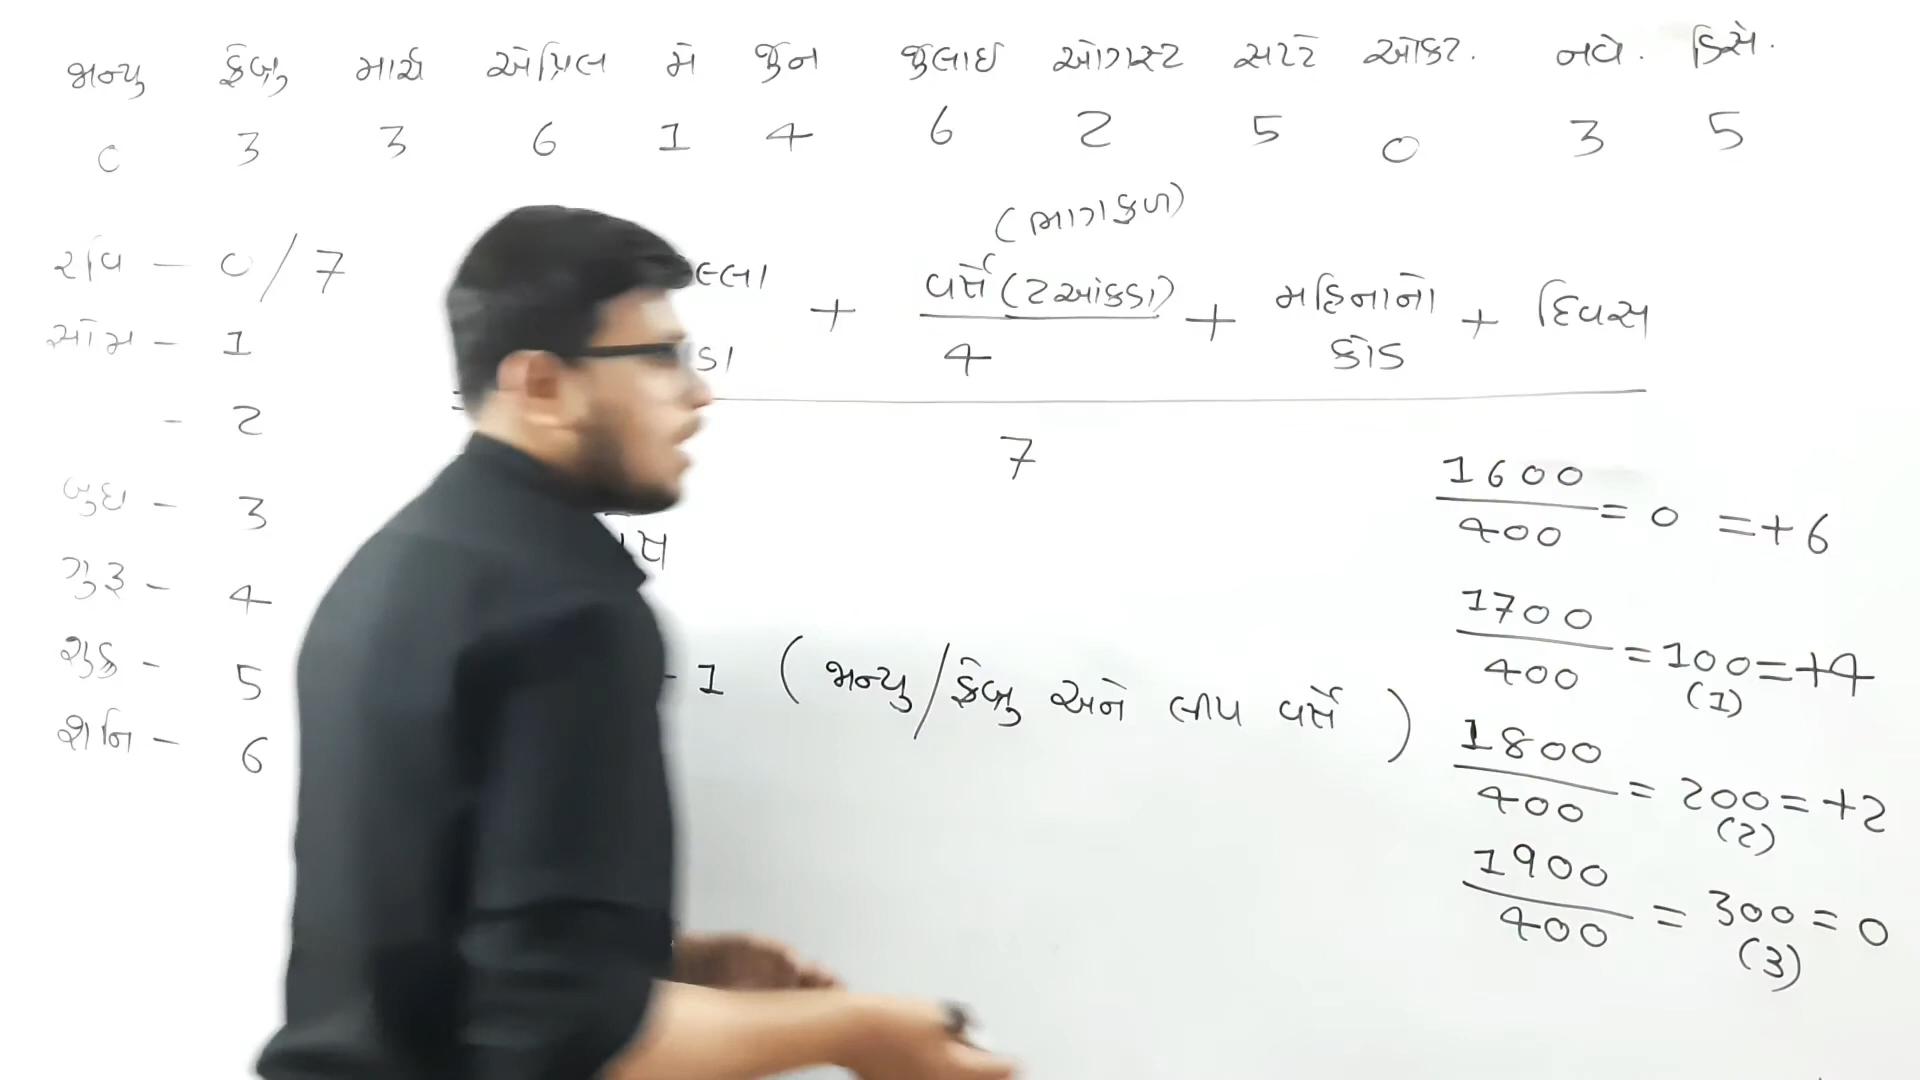 જાન્યુ ફેબ્રુ માર્ચ એપ્રિલ મે જુન જુલાઈ ઓગસ્ટ સપ્ટે ઓકટ. નવે. ડિસે.
0 3 3 6 1 4 6 2 5 0 3 5
(ભાગફળ)
રવિ - 0/7
સોમ - 1
- 2
બુધ - 3
ગુરૂ - 4
શુક્ર - 5
શનિ - 6
+ વર્ષ (2આંકડા) + મહિનાનો + દિવસ
4 કોડ
7
- 1 (જાન્યુ/ફેબ્રુ અને લીપ વર્ષ)
1600
400 = 0 = +6
1700
400 = 100 = +4
(1)
1800
400 = 200 = +2
(2)
1900
400 = 300 = 0
(3)